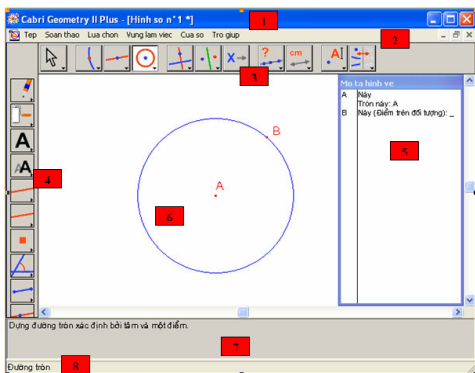 Cabri Geometry II Plus - [Hinh so n° 1 *]
1
Tep Soan thao Lua chon Vung lam viec Cua so Tro giup
2
A
X
?
cm
A
3
Mo ta hinh ve
A Này
Tròn này: A
B Này (Điểm trên đối tượng): _
B
A
A
AA
4
5
6
Dựng đường tròn xác định bởi tâm và một điểm.
7
Đường tròn
8